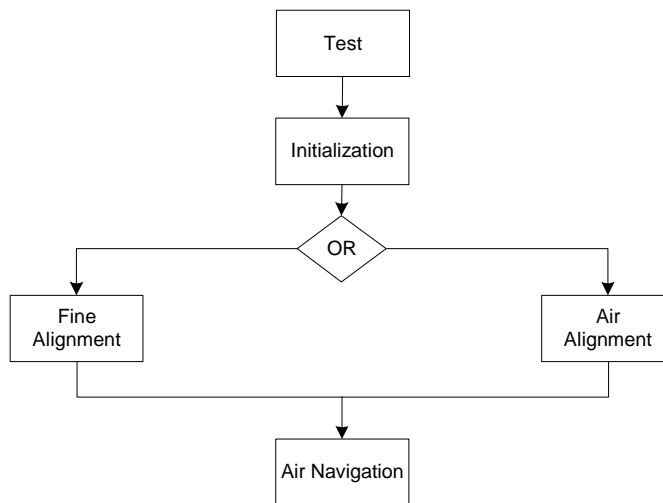 Test
Initialization
OR
Fine
Alignment
Air
Alignment
Air Navigation